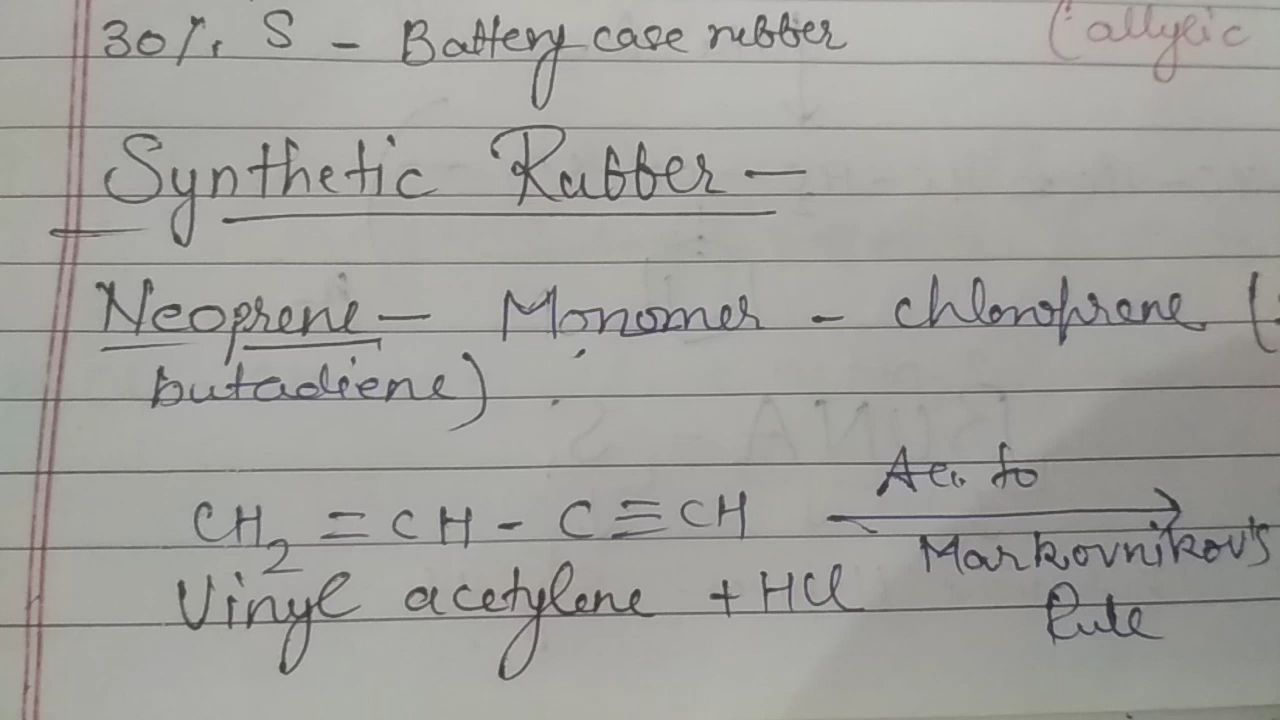 30%. S - Battery case rubber (allylic
Synthetic Rubber —
Neoprene - Monomer - chloroprene (
butadiene)
CH₂ = CH - C ≡ CH Acc. to
Vinyl acetylene + HCl Markovnikov's
Rule